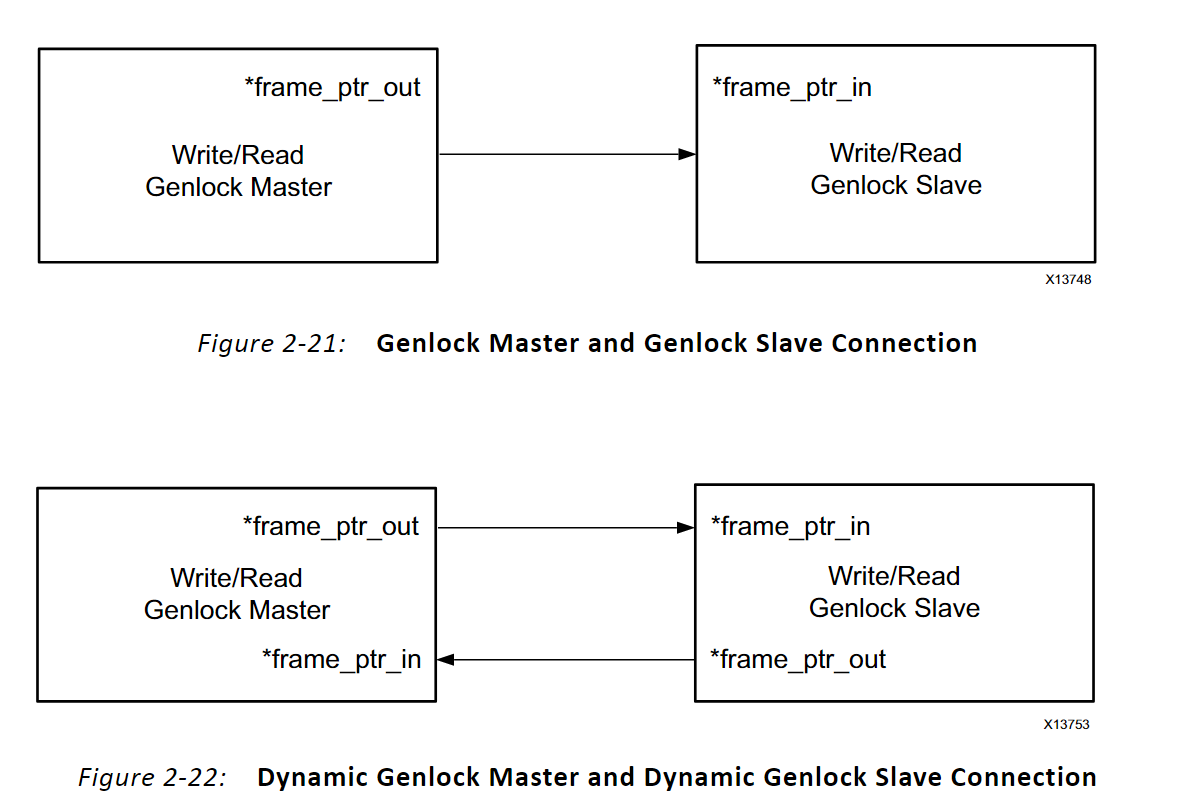 *frame_ptr_out
*frame_ptr_in
Write/Read
Genlock Master
Write/Read
Genlock Slave
X13748
Figure 2-21: Genlock Master and Genlock Slave Connection
*frame_ptr_out
*frame_ptr_in
Write/Read
Genlock Master
Write/Read
Genlock Slave
*frame_ptr_in
*frame_ptr_out
X13753
Figure 2-22: Dynamic Genlock Master and Dynamic Genlock Slave Connection